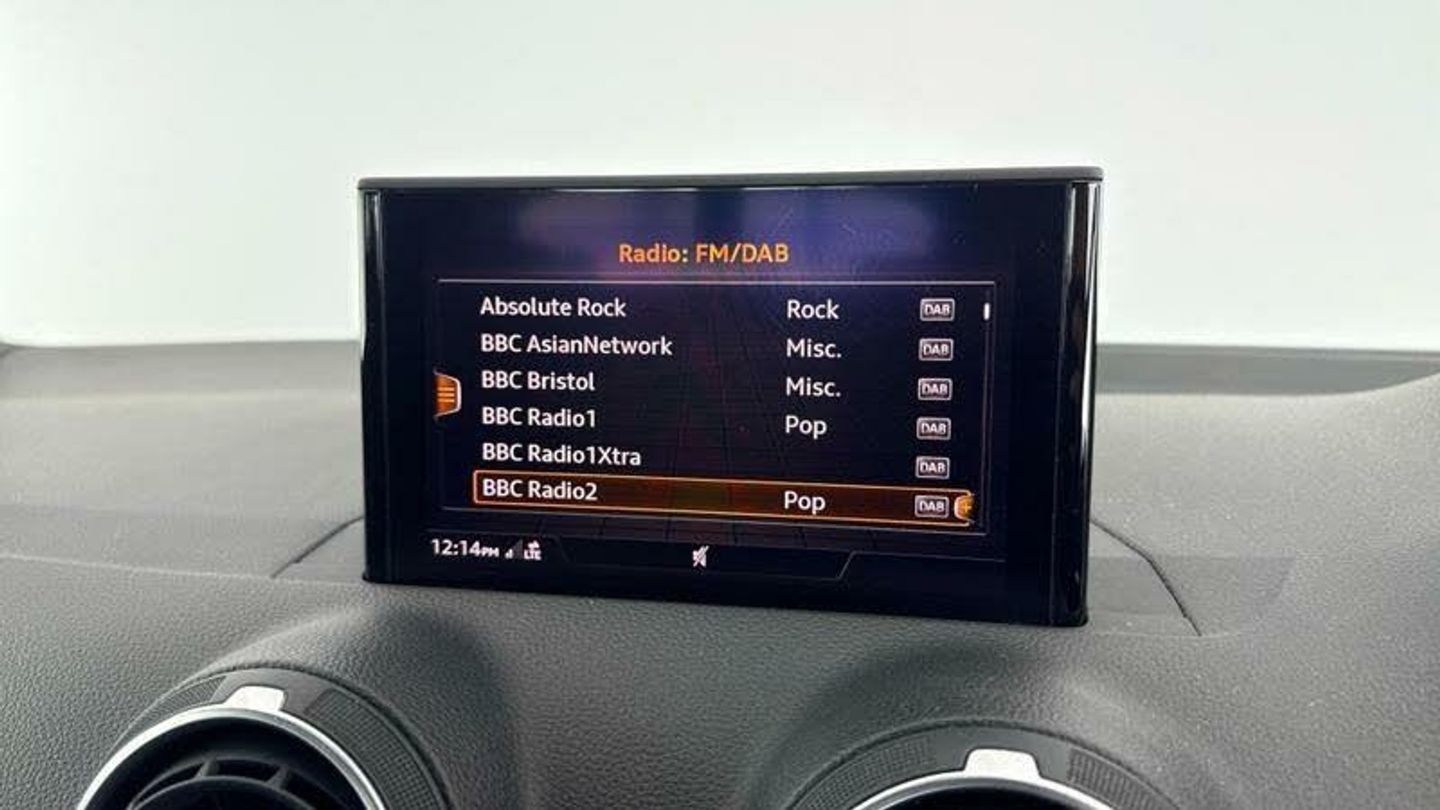 Radio: FM/DAB
Absolute Rock Rock DAB
BBC AsianNetwork Misc. DAB
BBC Bristol Misc. DAB
BBC Radio1 Pop DAB
BBC Radio1Xtra DAB
BBC Radio2 Pop DAB
12:14PM LTE